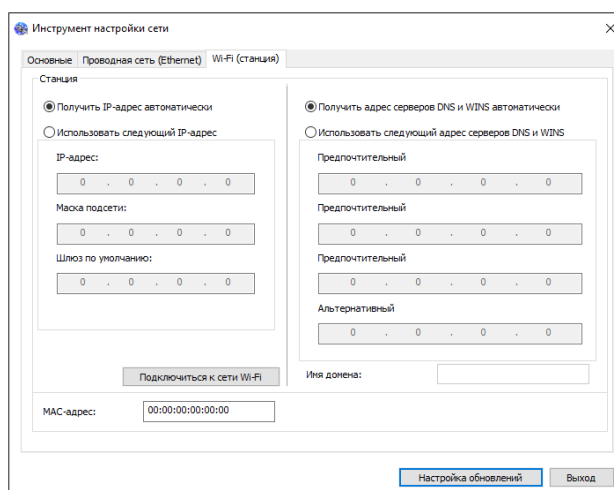 Инструмент настройки сети
Основные Проводная сеть (Ethernet) Wi-Fi (станция)
Станция
Получить IP-адрес автоматически
Использовать следующий IP-адрес
IP-адрес:
0 . 0 . 0 . 0
Маска подсети:
0 . 0 . 0 . 0
Шлюз по умолчанию:
0 . 0 . 0 . 0
Подключиться к сети Wi-Fi
Получить адрес серверов DNS и WINS автоматически
Использовать следующий адрес серверов DNS и WINS
Предпочтительный
0 . 0 . 0 . 0
Предпочтительный
0 . 0 . 0 . 0
Предпочтительный
0 . 0 . 0 . 0
Альтернативный
0 . 0 . 0 . 0
Имя домена:
MAC-адрес: 00:00:00:00:00:00
Настройка обновлений Выход